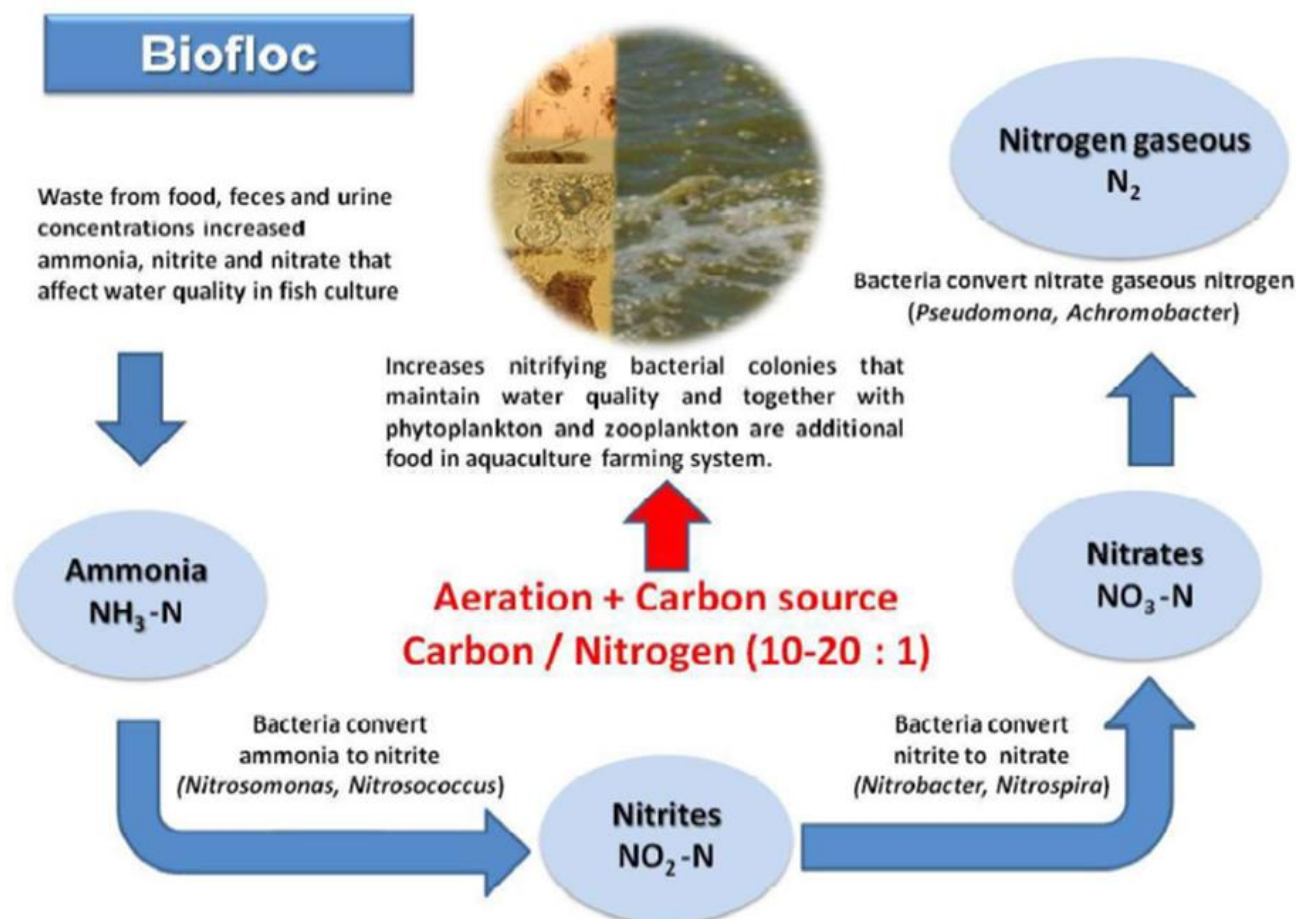 Biofloc
Waste from food, feces and urine
concentrations increased
ammonia, nitrite and nitrate that
affect water quality in fish culture
Increases nitrifying bacterial colonies that
maintain water quality and together with
phytoplankton and zooplankton are additional
food in aquaculture farming system.
Nitrogen gaseous
N₂
Bacteria convert nitrate gaseous nitrogen
(Pseudomona, Achromobacter)
Ammonia
NH₃-N
Aeration + Carbon source
Carbon / Nitrogen (10-20 : 1)
Nitrates
NO₃-N
Bacteria convert
ammonia to nitrite
(Nitrosomonas, Nitrosococcus)
Nitrites
NO₂-N
Bacteria convert
nitrite to nitrate
(Nitrobacter, Nitrospira)